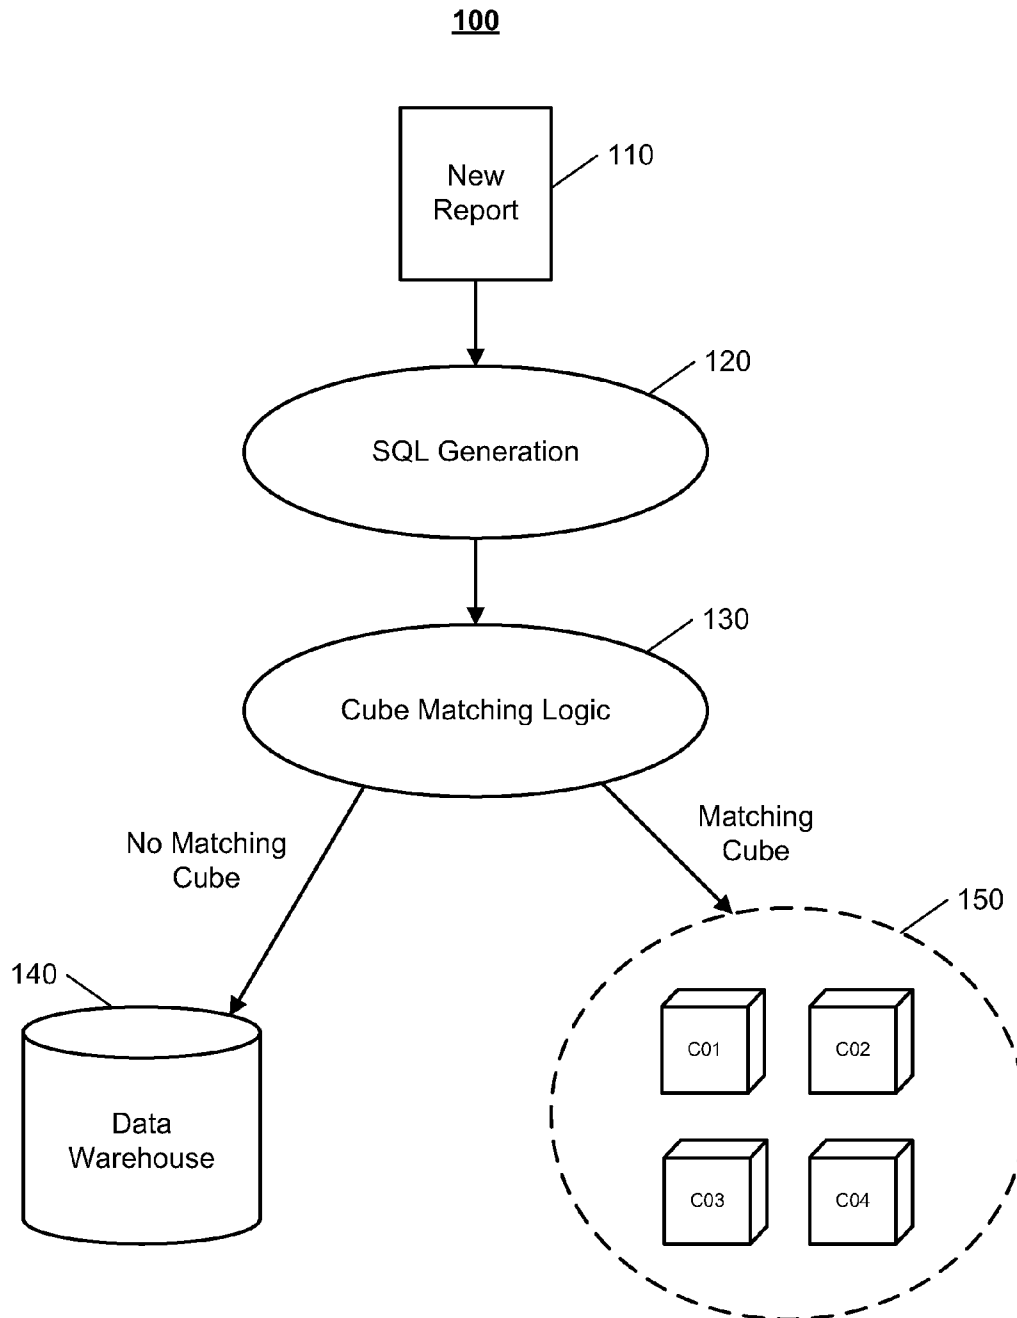 100
New
Report
110
120
SQL Generation
130
Cube Matching Logic
No Matching
Cube
Matching
Cube
150
140
C01
C02
Data
Warehouse
C03
C04